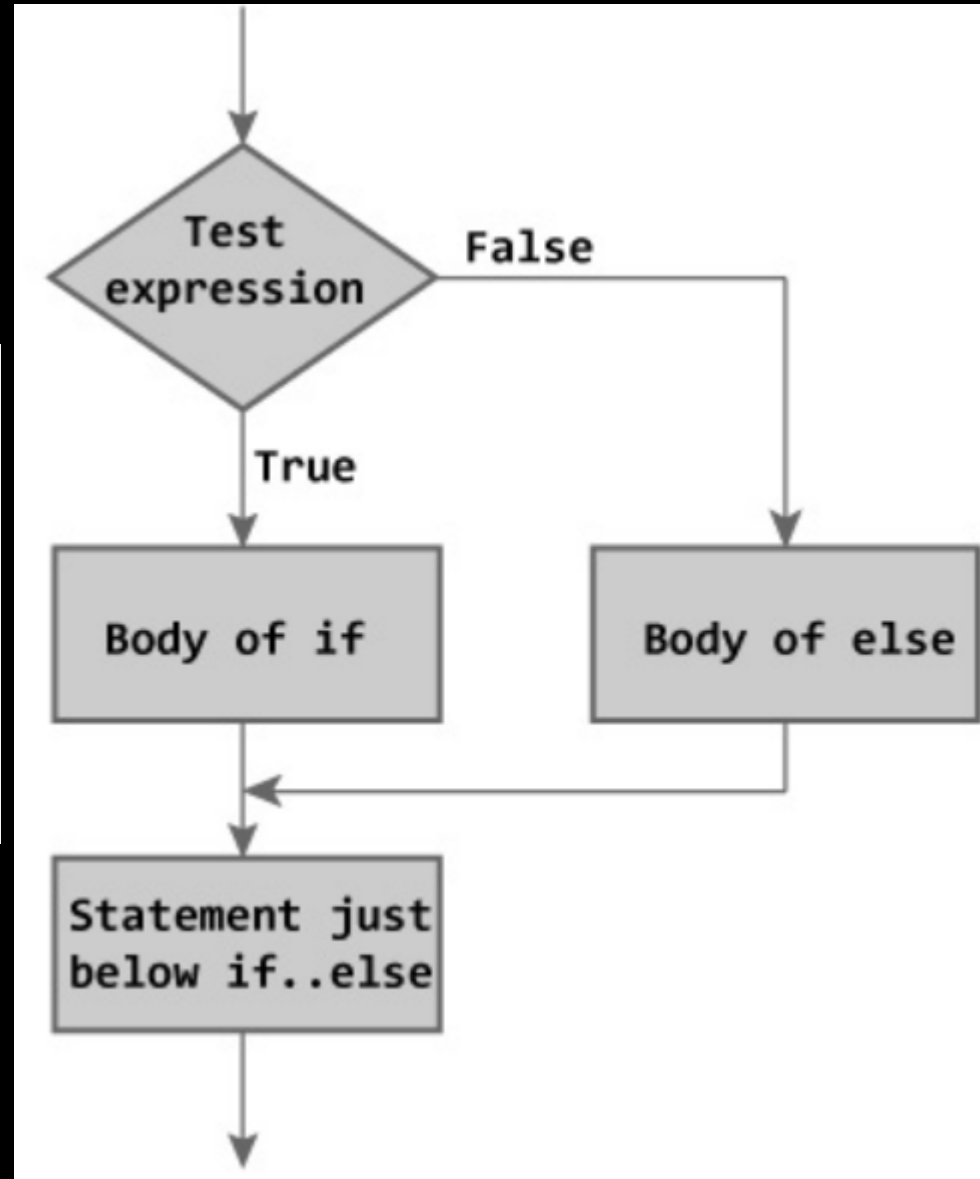 Test
expression
False
True
Body of if
Body of else
Statement just
below if..else